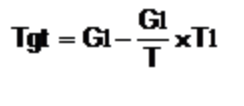 Tgt = G1 − G1/T x T1